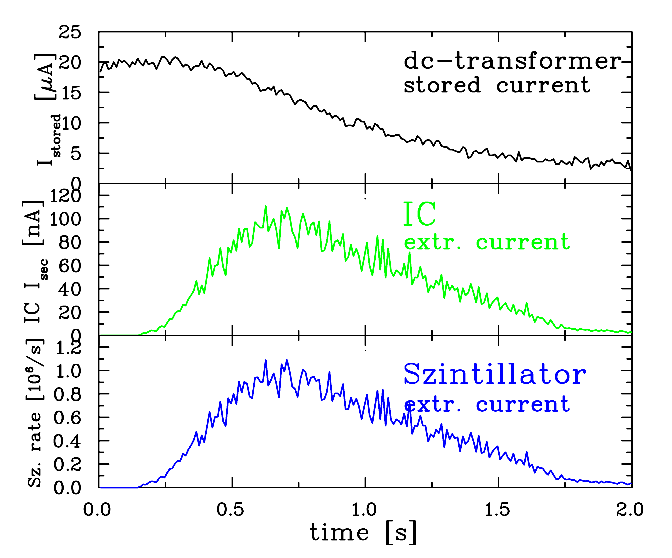 25
20
15
10
5
0
I_stored [μA]
dc-transformer
stored current
120
100
80
60
40
20
0
IC I_sec [nA]
IC
extr. current
1.2
1.0
0.8
0.6
0.4
0.2
0.0
Sz. rate [10⁶/s]
Szintillator
extr. current
0.0 0.5 1.0 1.5 2.0
time [s]